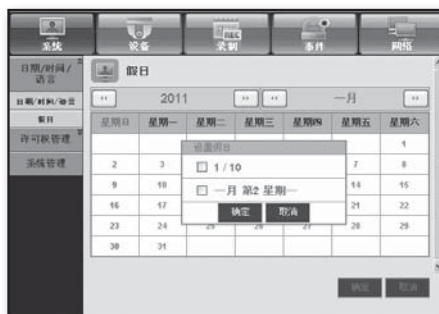 系统 设备 录制 REC 事件 网络
日期/时间/语言
日期/时间/语言
假日
许可权管理
系统管理
假日
2011 一月
星期日 星期一 星期二 星期三 星期四 星期五 星期六
1
2 3 7 8
9 10 14 15
16 17 21 22
23 24 25 26 27 28 29
30 31
设置假日
1 / 10
一月 第2 星期一
确定 取消
确定 取消